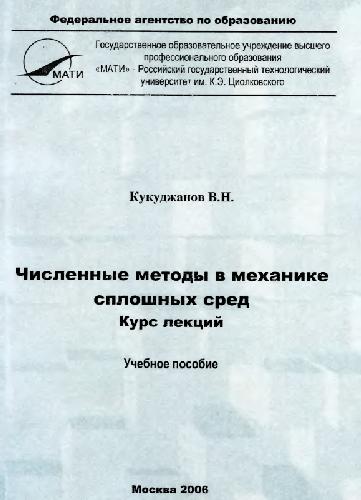 Федеральное агентство по образованию
Государственное образовательное учреждение высшего
профессионального образования
МАТИ
«МАТИ» - Российский государственный технологический
университет им. К.Э. Циолковского
Кукуджанов В.Н.
Численные методы в механике
сплошных сред
Курс лекций
Учебное пособие
Москва 2006